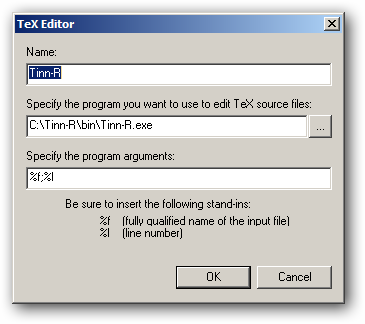 TeX Editor
Name:
Tinn-R
Specify the program you want to use to edit TeX source files:
C:\Tinn-R\bin\Tinn-R.exe
...
Specify the program arguments:
%f;%l
Be sure to insert the following stand-ins:
%f (fully qualified name of the input file)
%l (line number)
OK
Cancel